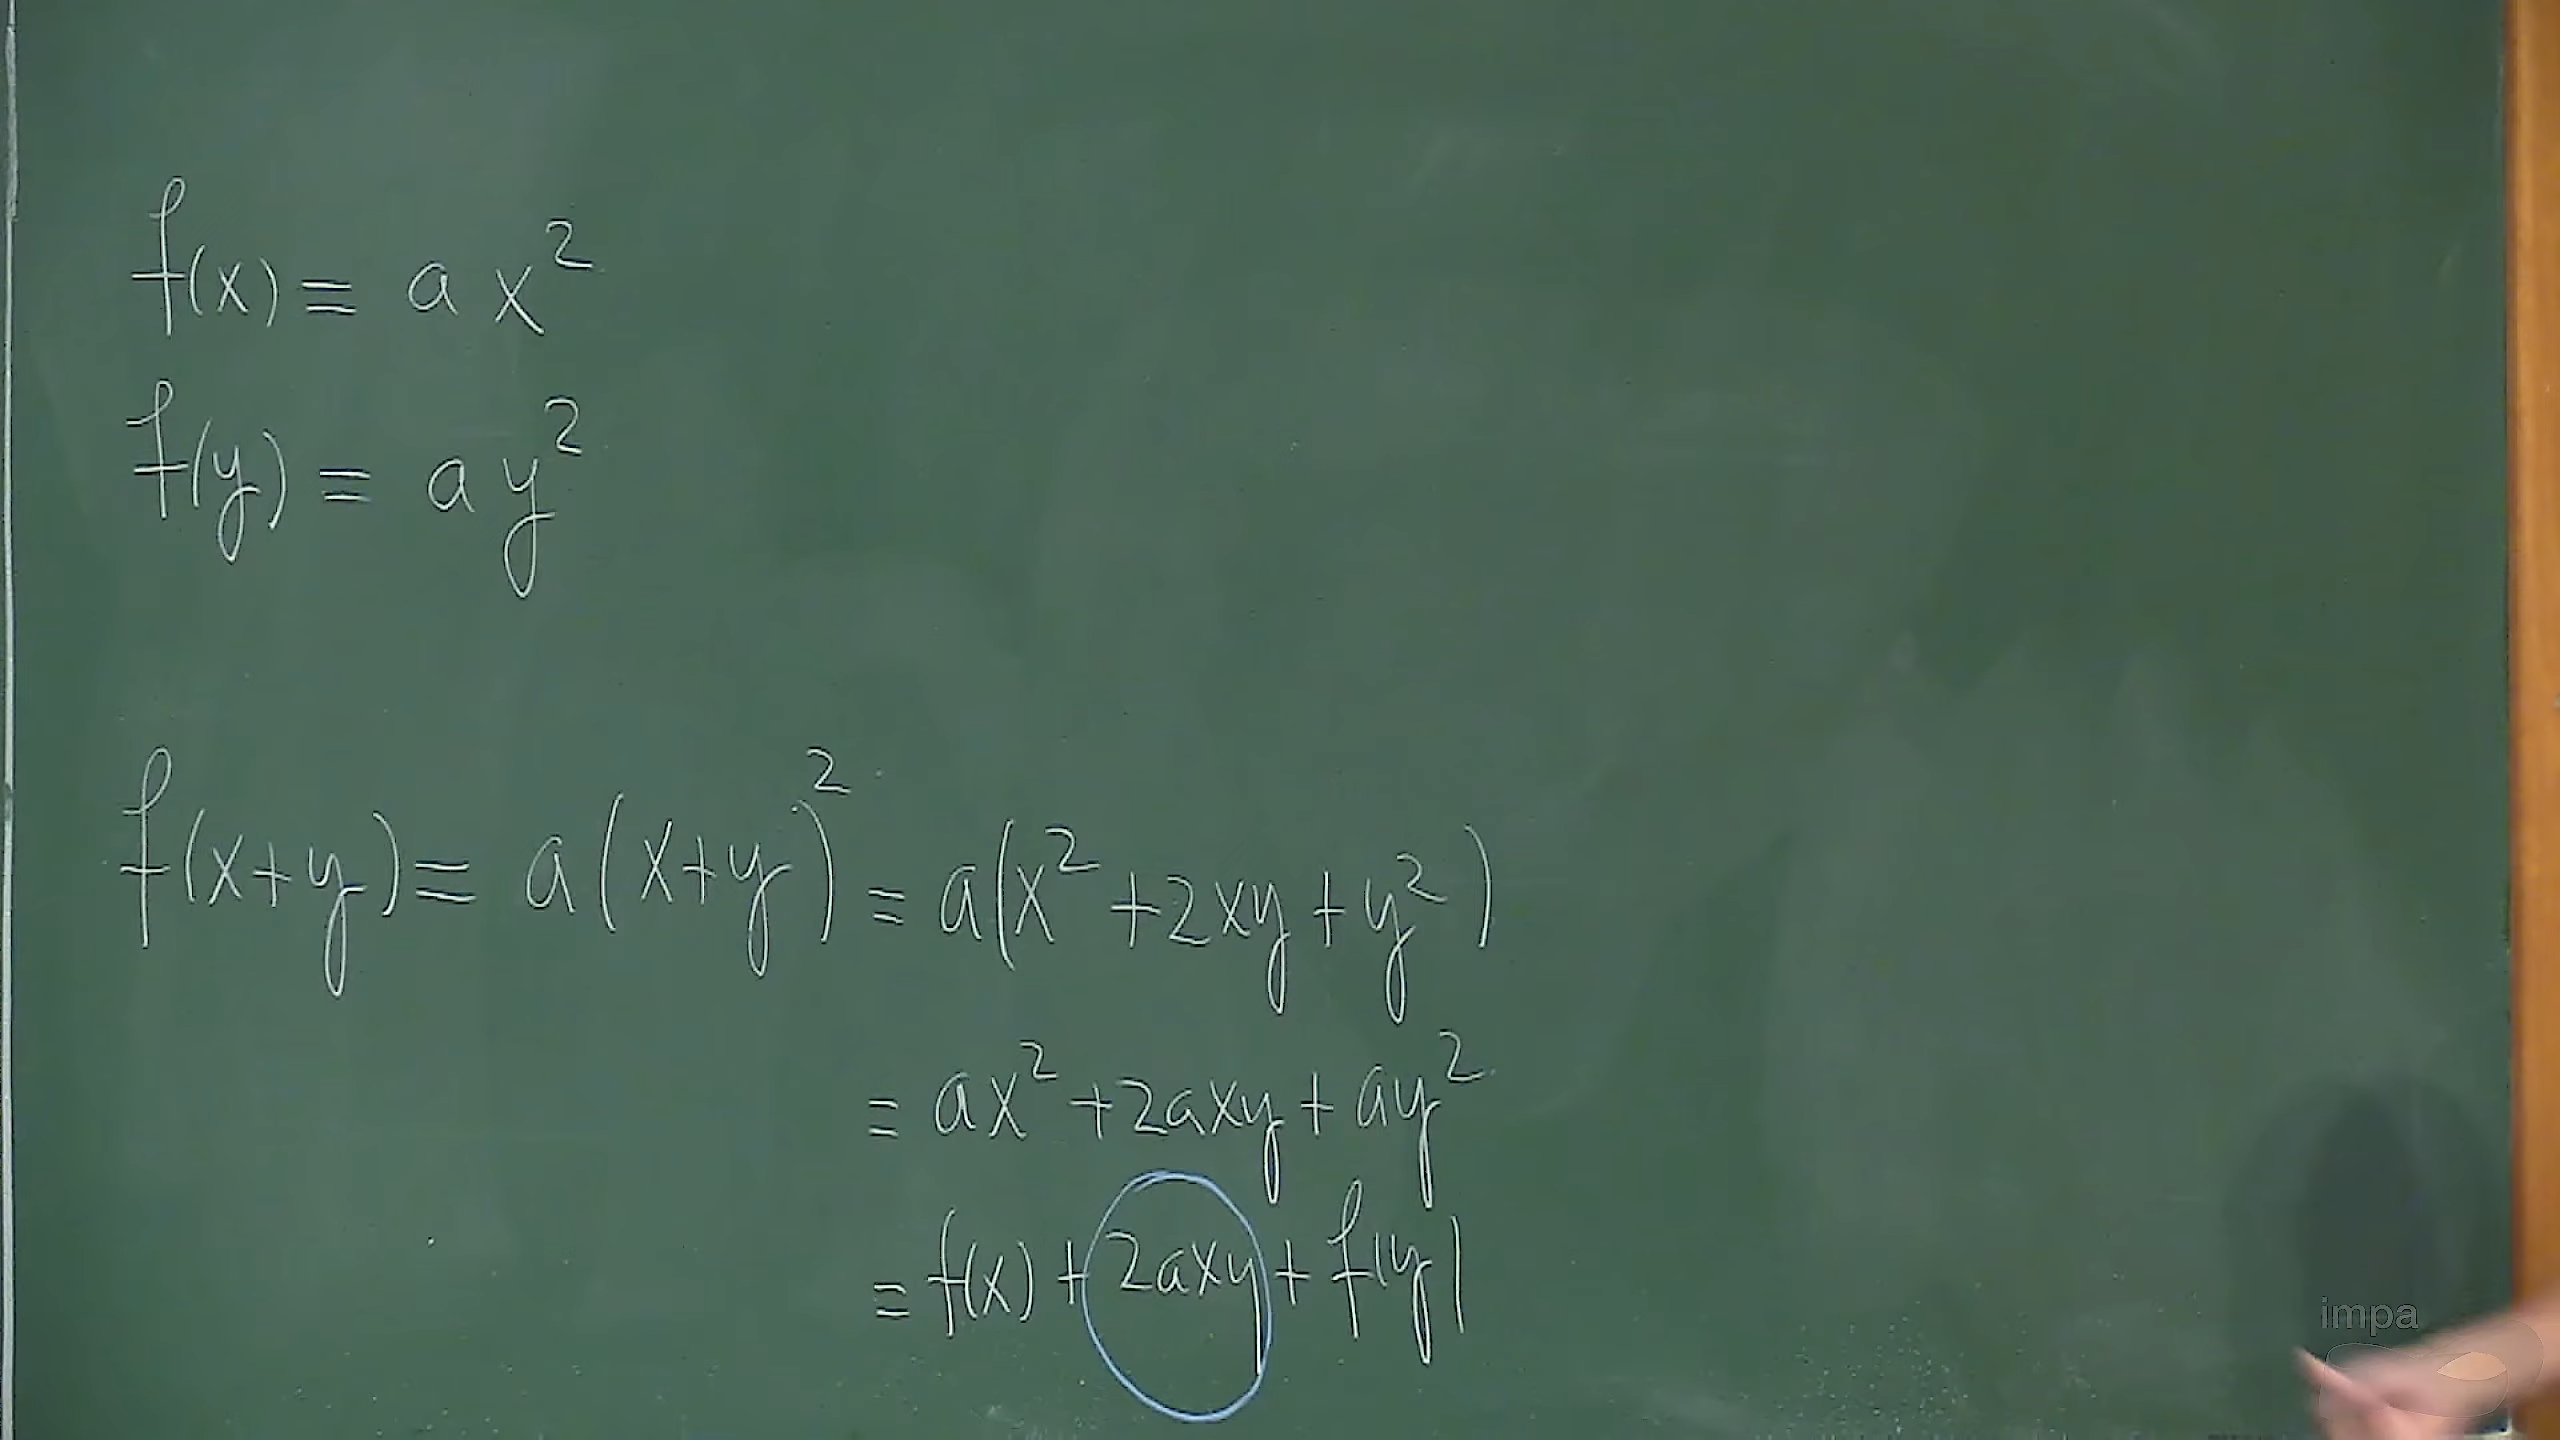 f(x) = ax²
f(y) = ay²
f(x+y) = a(x+y)² = a(x² + 2xy + y²)
= ax² + 2axy + ay²
= f(x) + 2axy + f(y)
impa